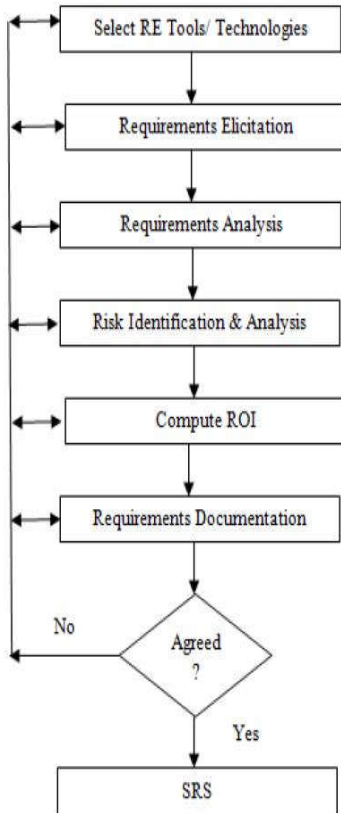 Select RE Tools/ Technologies
Requirements Elicitation
Requirements Analysis
Risk Identification & Analysis
Compute ROI
Requirements Documentation
No
Agreed
?
Yes
SRS